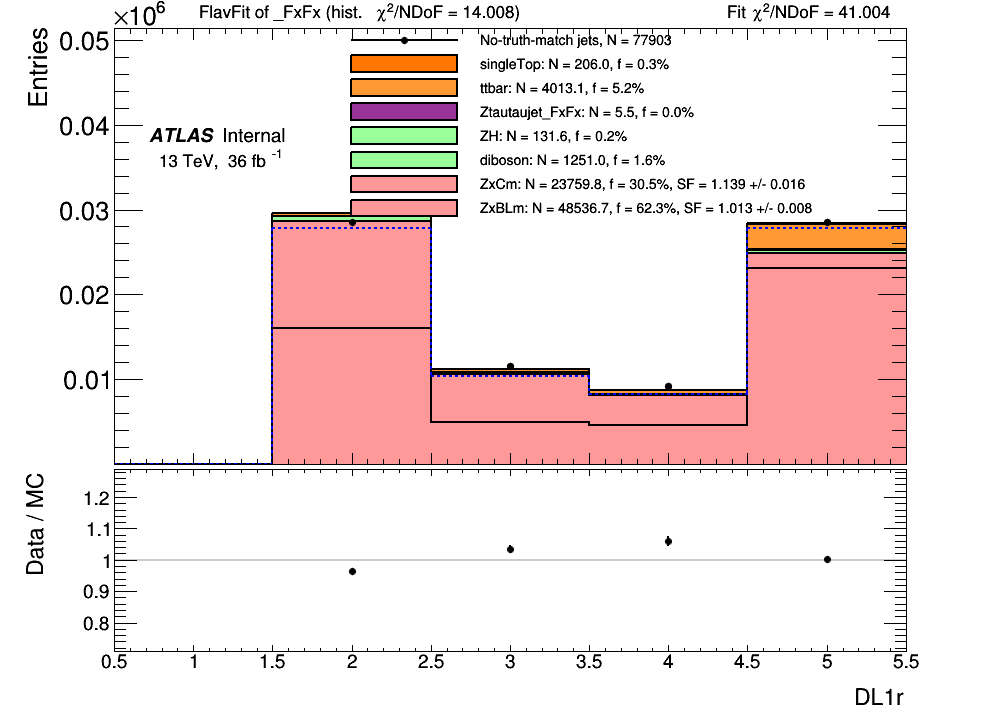 ×10⁶
FlavFit of _FxFx (hist. χ²/NDoF = 14.008)
Fit χ²/NDoF = 41.004
Entries
0.05
0.04
0.03
0.02
0.01
ATLAS Internal
13 TeV, 36 fb⁻¹
No-truth-match jets, N = 77903
singleTop: N = 206.0, f = 0.3%
ttbar: N = 4013.1, f = 5.2%
Ztautaujet_FxFx: N = 5.5, f = 0.0%
ZH: N = 131.6, f = 0.2%
diboson: N = 1251.0, f = 1.6%
ZxCm: N = 23759.8, f = 30.5%, SF = 1.139 +/- 0.016
ZxBLm: N = 48536.7, f = 62.3%, SF = 1.013 +/- 0.008
Data / MC
1.2
1.1
1
0.9
0.8
0.5 1 1.5 2 2.5 3 3.5 4 4.5 5 5.5
DL1r